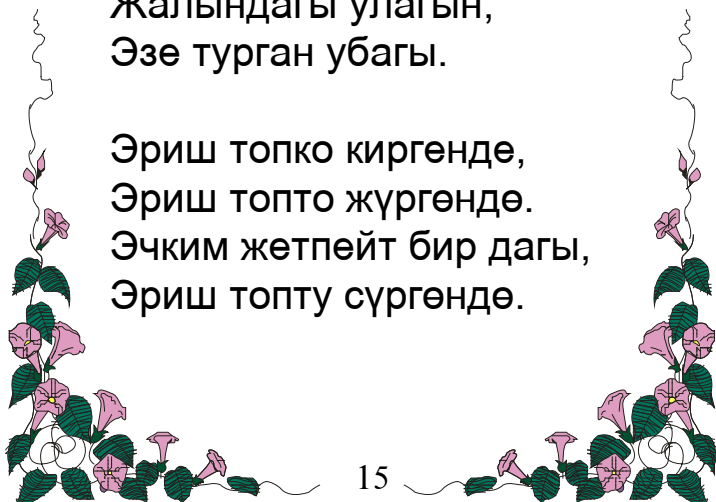 Жалындагы улагын,
Эзе турган убагы.
Эриш топко киргенде,
Эриш топто жүргөндө.
Эчким жетпейт бир дагы,
Эриш топту сүргөндө.
15